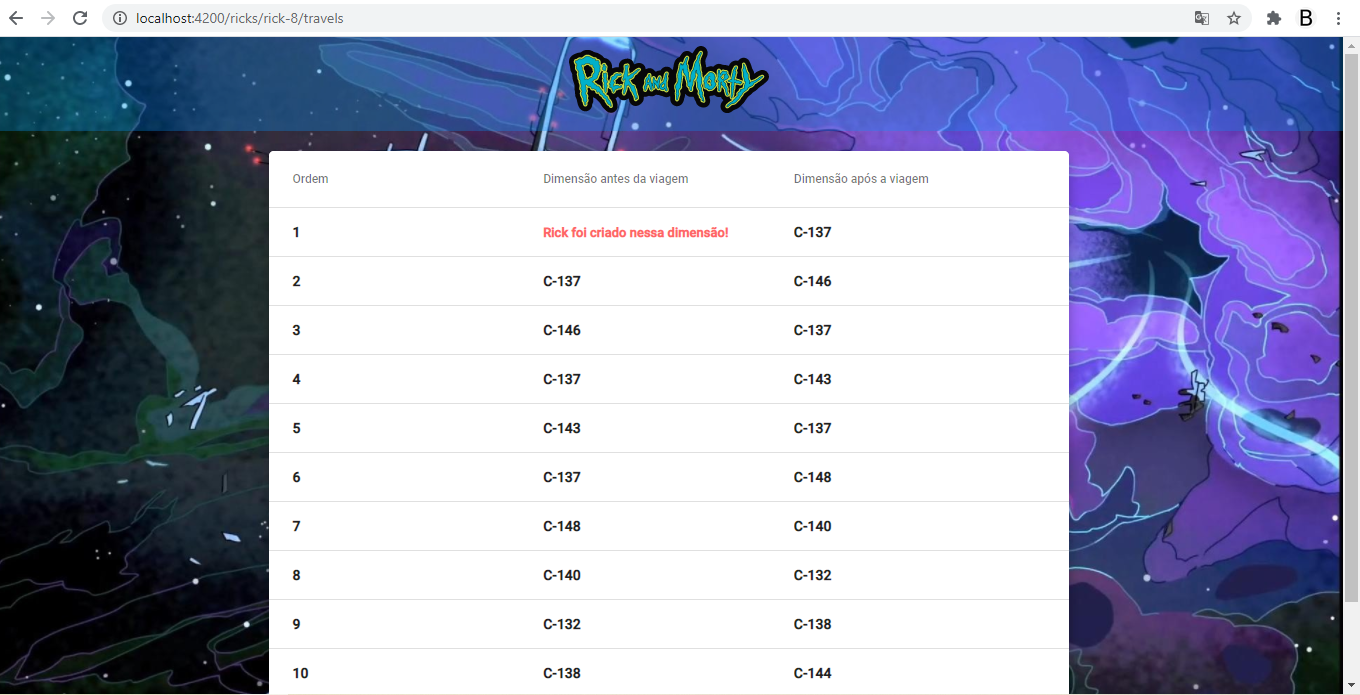 localhost:4200/ricks/rick-8/travels
B
Rick and Morty
Ordem Dimensão antes da viagem Dimensão após a viagem
1 Rick foi criado nessa dimensão! C-137
2 C-137 C-146
3 C-146 C-137
4 C-137 C-143
5 C-143 C-137
6 C-137 C-148
7 C-148 C-140
8 C-140 C-132
9 C-132 C-138
10 C-138 C-144